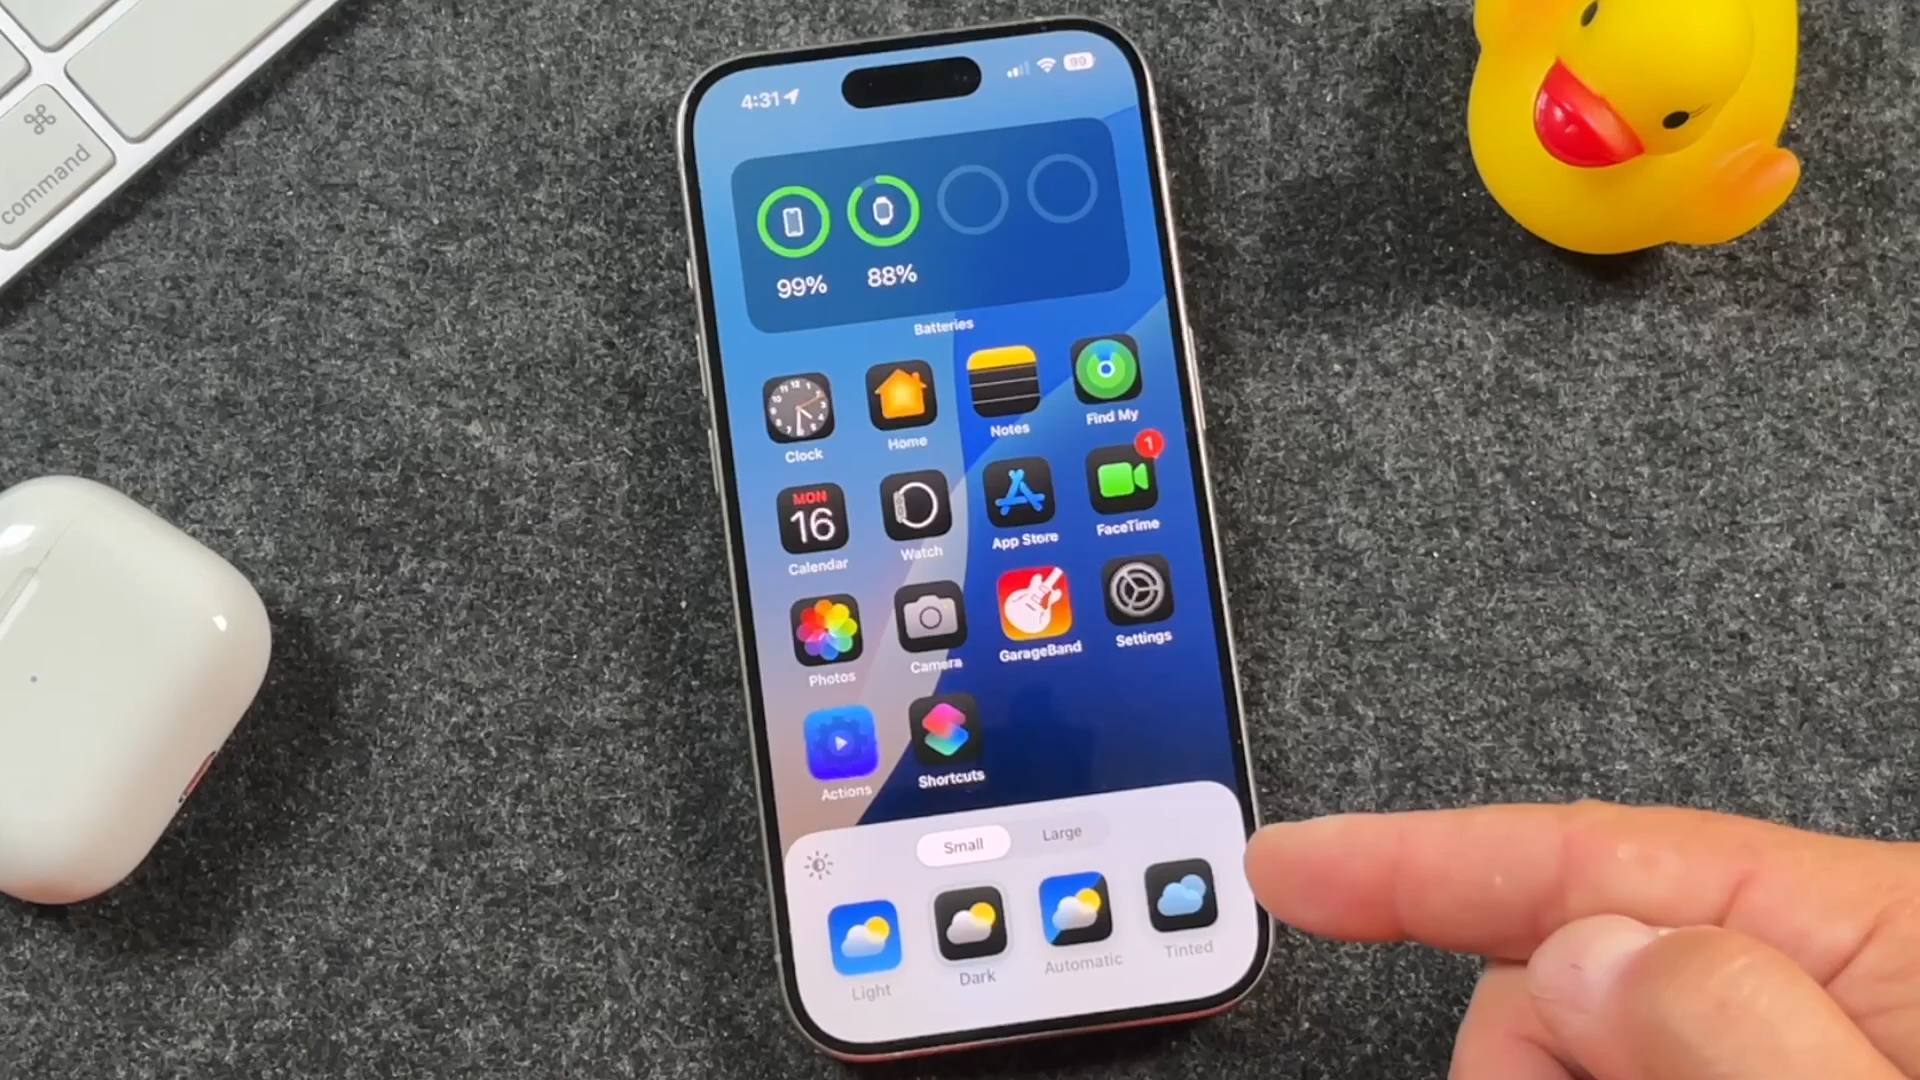 command
4:31
99
99%
88%
Batteries
Clock
Home
Notes
Find My
MON
16
1
Calendar
Watch
App Store
FaceTime
Photos
Camera
GarageBand
Settings
Actions
Shortcuts
Small
Large
Light
Dark
Automatic
Tinted